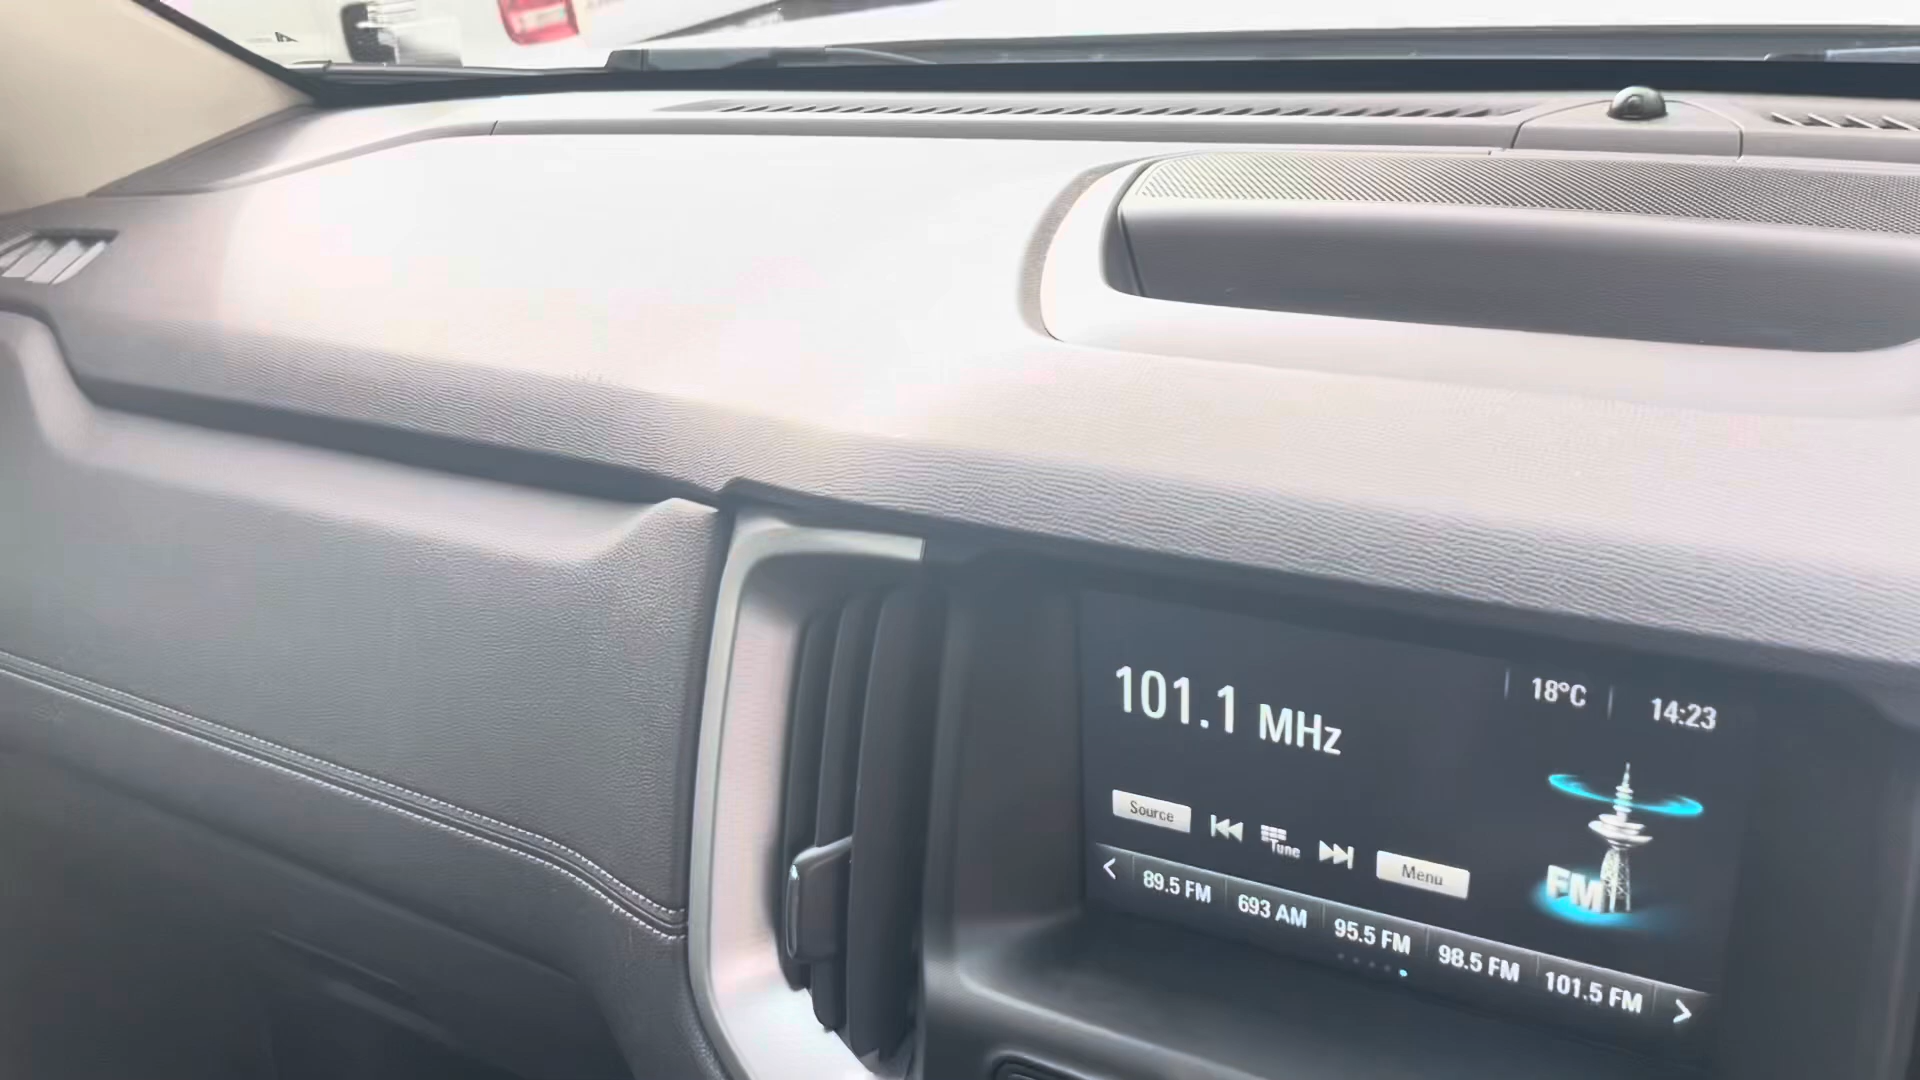 101.1 MHz
18°C
14:23
Source
Tune
Menu
FM
89.5 FM
693 AM
95.5 FM
98.5 FM
101.5 FM